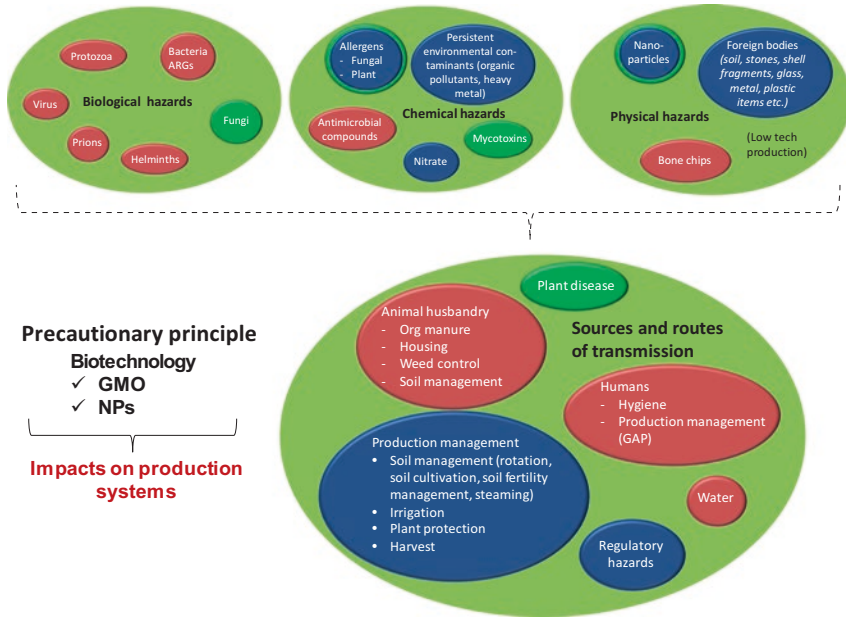 Protozoa
Bacteria
ARGs
Virus
Biological hazards
Fungi
Prions
Helminths
Allergens
- Fungal
- Plant
Persistent
environmental con-
taminants (organic
pollutants, heavy
metal)
Antimicrobial
compounds
Chemical hazards
Mycotoxins
Nitrate
Nano-
particles
Foreign bodies
(soil, stones, shell
fragments, glass,
metal, plastic
items etc.)
Physical hazards
(Low tech
production)
Bone chips
Plant disease
Animal husbandry
- Org manure
- Housing
- Weed control
- Soil management
Sources and routes
of transmission
Precautionary principle
Biotechnology
✓ GMO
✓ NPs
Impacts on production
systems
Humans
- Hygiene
- Production management
(GAP)
Production management
• Soil management (rotation,
soil cultivation, soil fertility
management, steaming)
• Irrigation
• Plant protection
• Harvest
Water
Regulatory
hazards